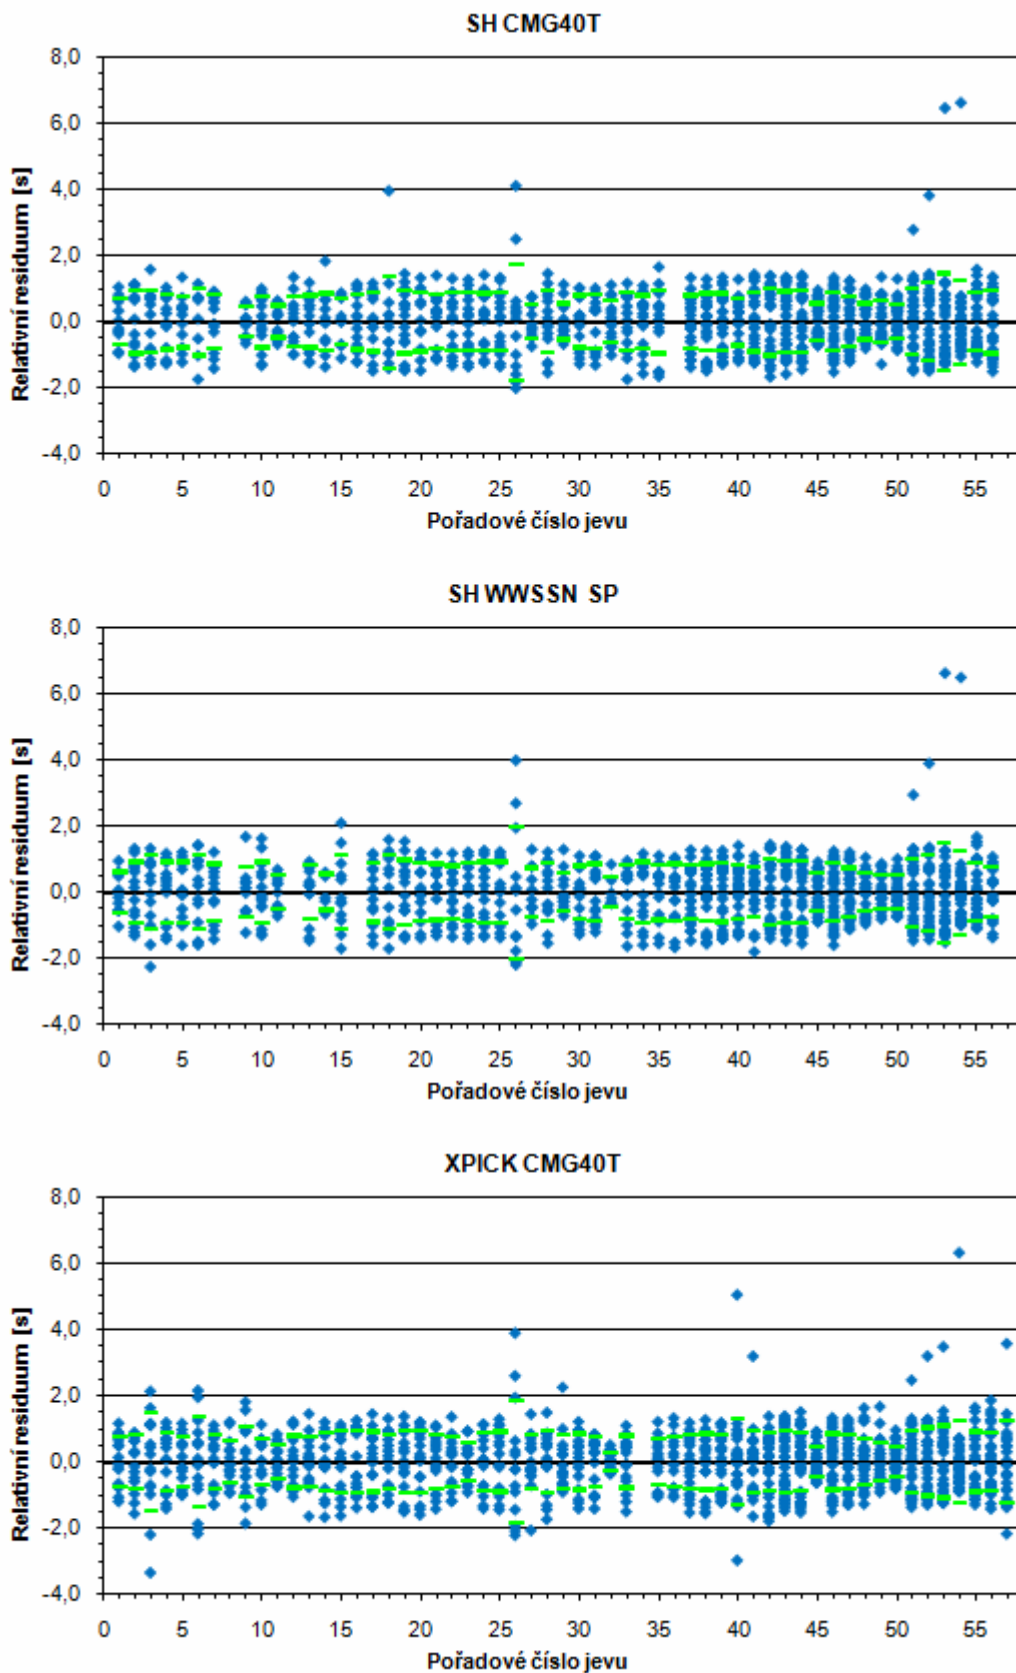 SH CMG40T
8,0
6,0
4,0
2,0
0,0
-2,0
-4,0
Relativní residuum [s]
0 5 10 15 20 25 30 35 40 45 50 55
Pořadové číslo jevu
SH WWSSN SP
8,0
6,0
4,0
2,0
0,0
-2,0
-4,0
Relativní residuum [s]
0 5 10 15 20 25 30 35 40 45 50 55
Pořadové číslo jevu
XPICK CMG40T
8,0
6,0
4,0
2,0
0,0
-2,0
-4,0
Relativní residuum [s]
0 5 10 15 20 25 30 35 40 45 50 55
Pořadové číslo jevu